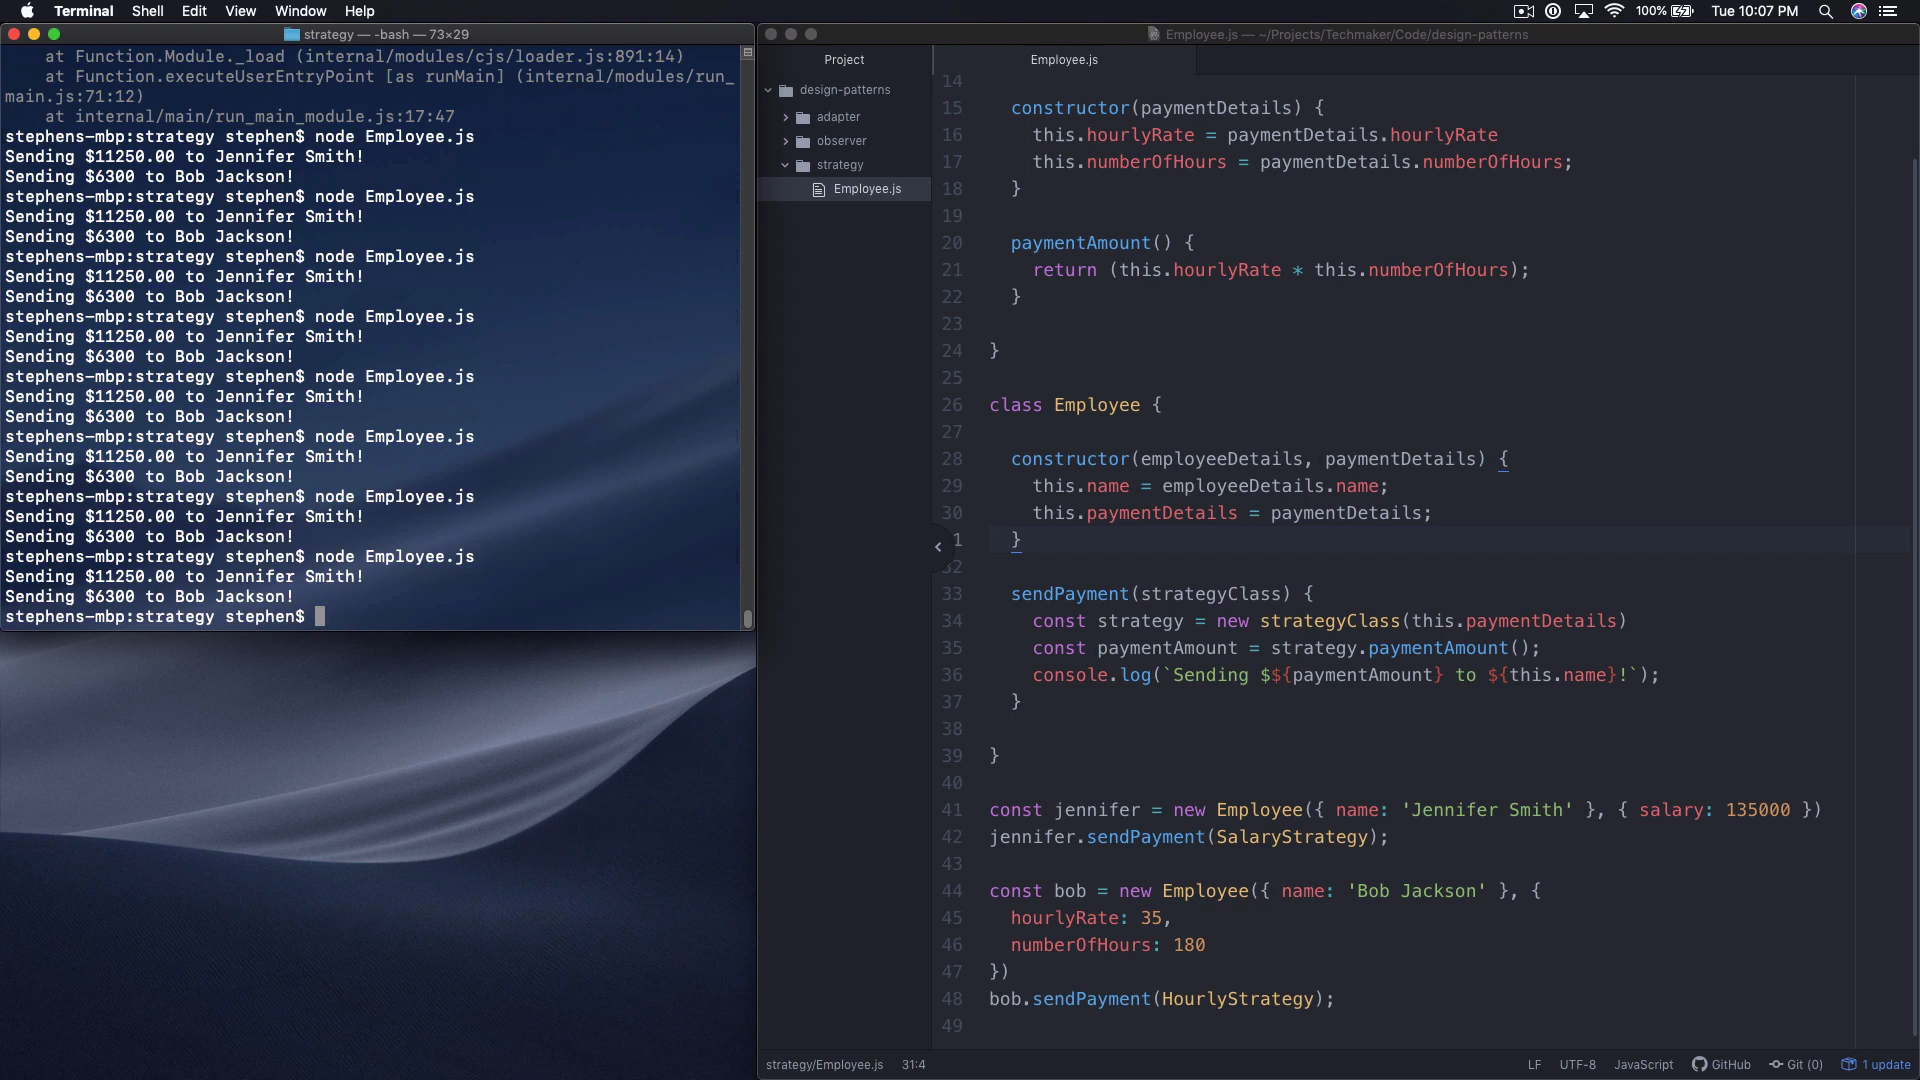 Terminal Shell Edit View Window Help
100% Tue 10:07 PM
strategy — -bash — 73×29
at Function.Module._load (internal/modules/cjs/loader.js:891:14)
at Function.executeUserEntryPoint [as runMain] (internal/modules/run_
main.js:71:12)
at internal/main/run_main_module.js:17:47
stephens-mbp:strategy stephen$ node Employee.js
Sending $11250.00 to Jennifer Smith!
Sending $6300 to Bob Jackson!
stephens-mbp:strategy stephen$ node Employee.js
Sending $11250.00 to Jennifer Smith!
Sending $6300 to Bob Jackson!
stephens-mbp:strategy stephen$ node Employee.js
Sending $11250.00 to Jennifer Smith!
Sending $6300 to Bob Jackson!
stephens-mbp:strategy stephen$ node Employee.js
Sending $11250.00 to Jennifer Smith!
Sending $6300 to Bob Jackson!
stephens-mbp:strategy stephen$ node Employee.js
Sending $11250.00 to Jennifer Smith!
Sending $6300 to Bob Jackson!
stephens-mbp:strategy stephen$ node Employee.js
Sending $11250.00 to Jennifer Smith!
Sending $6300 to Bob Jackson!
stephens-mbp:strategy stephen$ node Employee.js
Sending $11250.00 to Jennifer Smith!
Sending $6300 to Bob Jackson!
stephens-mbp:strategy stephen$ node Employee.js
Sending $11250.00 to Jennifer Smith!
Sending $6300 to Bob Jackson!
stephens-mbp:strategy stephen$
Employee.js — ~/Projects/Techmaker/Code/design-patterns
Project
design-patterns
adapter
observer
strategy
Employee.js
Employee.js
14
15 constructor(paymentDetails) {
16 this.hourlyRate = paymentDetails.hourlyRate
17 this.numberOfHours = paymentDetails.numberOfHours;
18 }
19
20 paymentAmount() {
21 return (this.hourlyRate * this.numberOfHours);
22 }
23
24 }
25
26 class Employee {
27
28 constructor(employeeDetails, paymentDetails) {
29 this.name = employeeDetails.name;
30 this.paymentDetails = paymentDetails;
1 }
32
33 sendPayment(strategyClass) {
34 const strategy = new strategyClass(this.paymentDetails)
35 const paymentAmount = strategy.paymentAmount();
36 console.log(`Sending $${paymentAmount} to ${this.name}!`);
37 }
38
39 }
40
41 const jennifer = new Employee({ name: 'Jennifer Smith' }, { salary: 135000 })
42 jennifer.sendPayment(SalaryStrategy);
43
44 const bob = new Employee({ name: 'Bob Jackson' }, {
45 hourlyRate: 35,
46 numberOfHours: 180
47 })
48 bob.sendPayment(HourlyStrategy);
49
strategy/Employee.js 31:4
LF UTF-8 JavaScript GitHub Git (0) 1 update